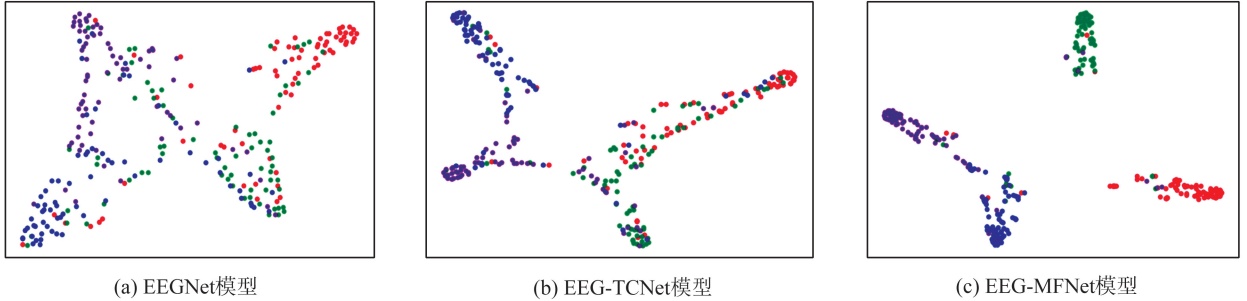 (a) EEGNet模型
(b) EEG-TCNet模型
(c) EEG-MFNet模型